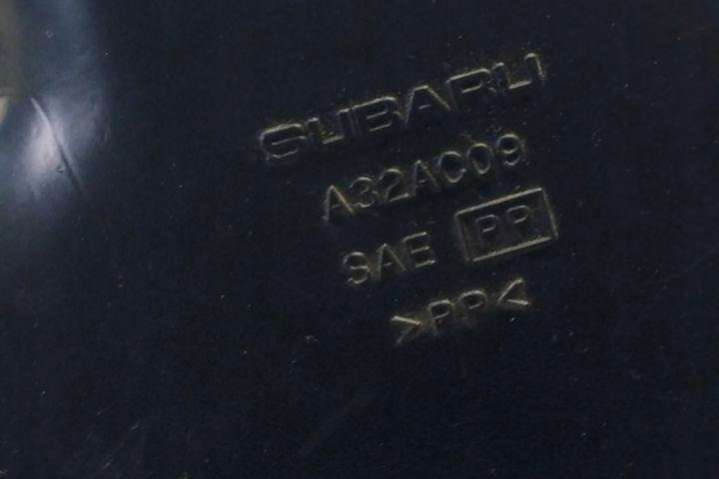 SUBARU
A32AC09
SAE PP
>PP<